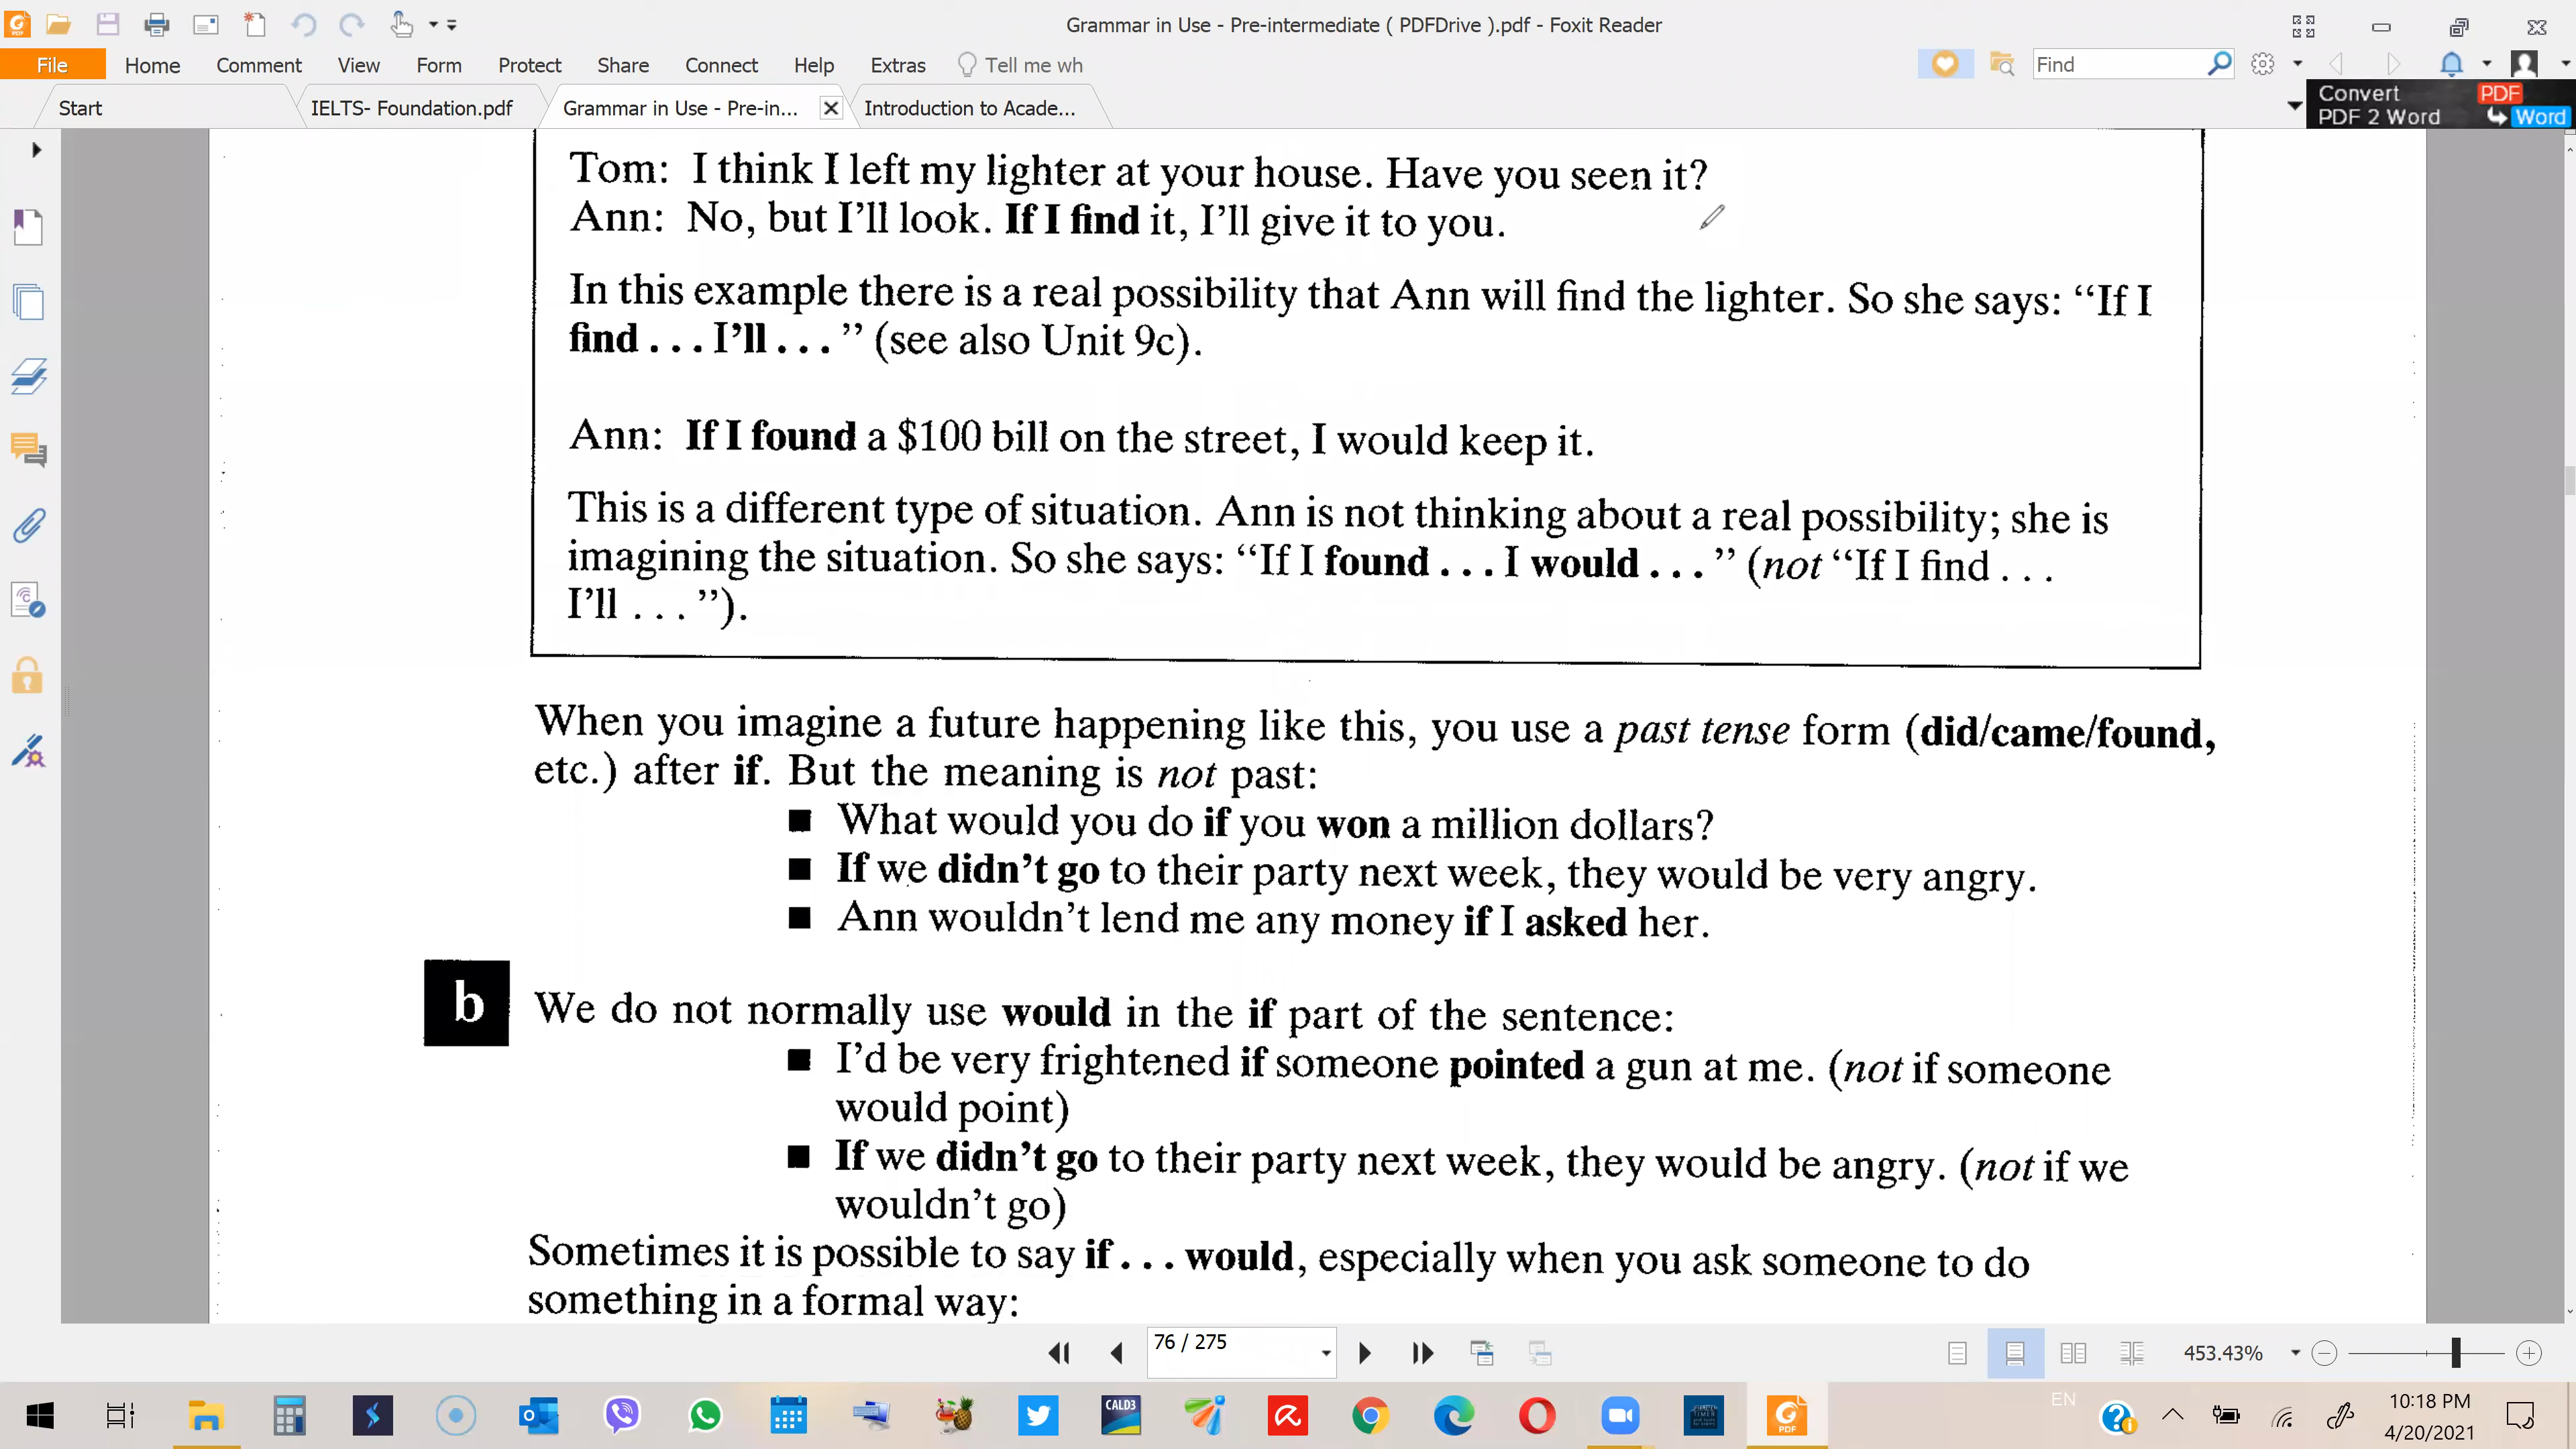 Grammar in Use - Pre-intermediate ( PDFDrive ).pdf - Foxit Reader
File Home Comment View Form Protect Share Connect Help Extras Tell me wh Find
Start IELTS- Foundation.pdf Grammar in Use - Pre-in... Introduction to Acade...
Convert PDF
PDF 2 Word Word
Tom: I think I left my lighter at your house. Have you seen it?
Ann: No, but I’ll look. If I find it, I’ll give it to you.
In this example there is a real possibility that Ann will find the lighter. So she says: “If I
find . . . I’ll . . . ” (see also Unit 9c).
Ann: If I found a $100 bill on the street, I would keep it.
This is a different type of situation. Ann is not thinking about a real possibility; she is
imagining the situation. So she says: “If I found . . . I would . . . ” (not “If I find . . .
I’ll . . . ”).
When you imagine a future happening like this, you use a past tense form (did/came/found,
etc.) after if. But the meaning is not past:
■ What would you do if you won a million dollars?
■ If we didn’t go to their party next week, they would be very angry.
■ Ann wouldn’t lend me any money if I asked her.
b We do not normally use would in the if part of the sentence:
■ I’d be very frightened if someone pointed a gun at me. (not if someone
would point)
■ If we didn’t go to their party next week, they would be angry. (not if we
wouldn’t go)
Sometimes it is possible to say if . . . would, especially when you ask someone to do
something in a formal way:
76 / 275
453.43%
CALD3
PDF
EN
10:18 PM
4/20/2021